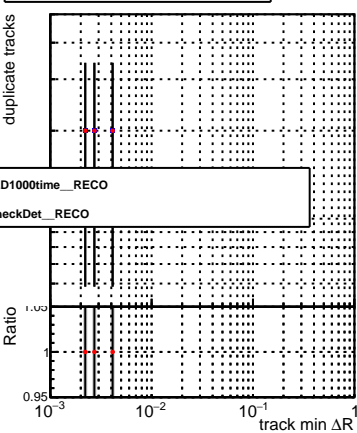 duplicate tracks
D1000time__RECO
neckDet__RECO
Ratio
1.05
1
0.95
10⁻³ 10⁻² 10⁻¹ 1
track min ΔR